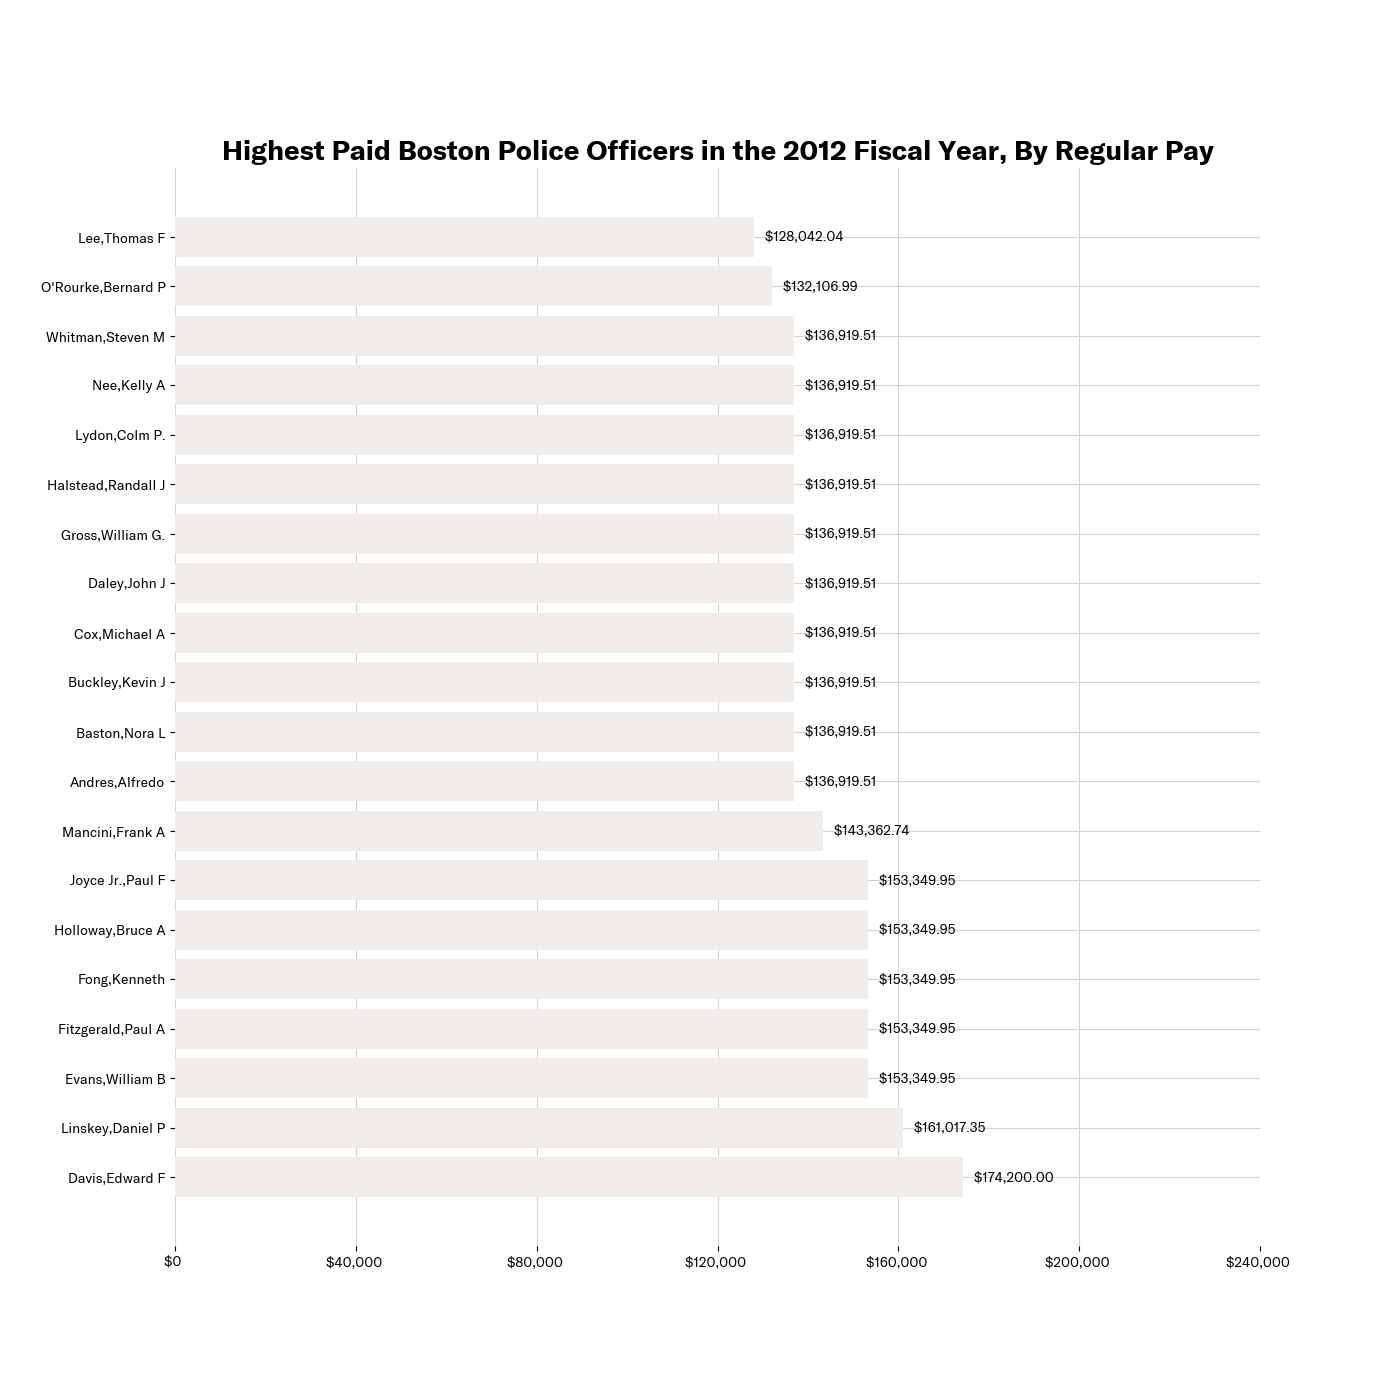 Highest Paid Boston Police Officers in the 2012 Fiscal Year, By Regular Pay
Lee,Thomas F $128,042.04
O'Rourke,Bernard P $132,106.99
Whitman,Steven M $136,919.51
Nee,Kelly A $136,919.51
Lydon,Colm P. $136,919.51
Halstead,Randall J $136,919.51
Gross,William G. $136,919.51
Daley,John J $136,919.51
Cox,Michael A $136,919.51
Buckley,Kevin J $136,919.51
Baston,Nora L $136,919.51
Andres,Alfredo $136,919.51
Mancini,Frank A $143,362.74
Joyce Jr.,Paul F $153,349.95
Holloway,Bruce A $153,349.95
Fong,Kenneth $153,349.95
Fitzgerald,Paul A $153,349.95
Evans,William B $153,349.95
Linskey,Daniel P $161,017.35
Davis,Edward F $174,200.00
$0 $40,000 $80,000 $120,000 $160,000 $200,000 $240,000